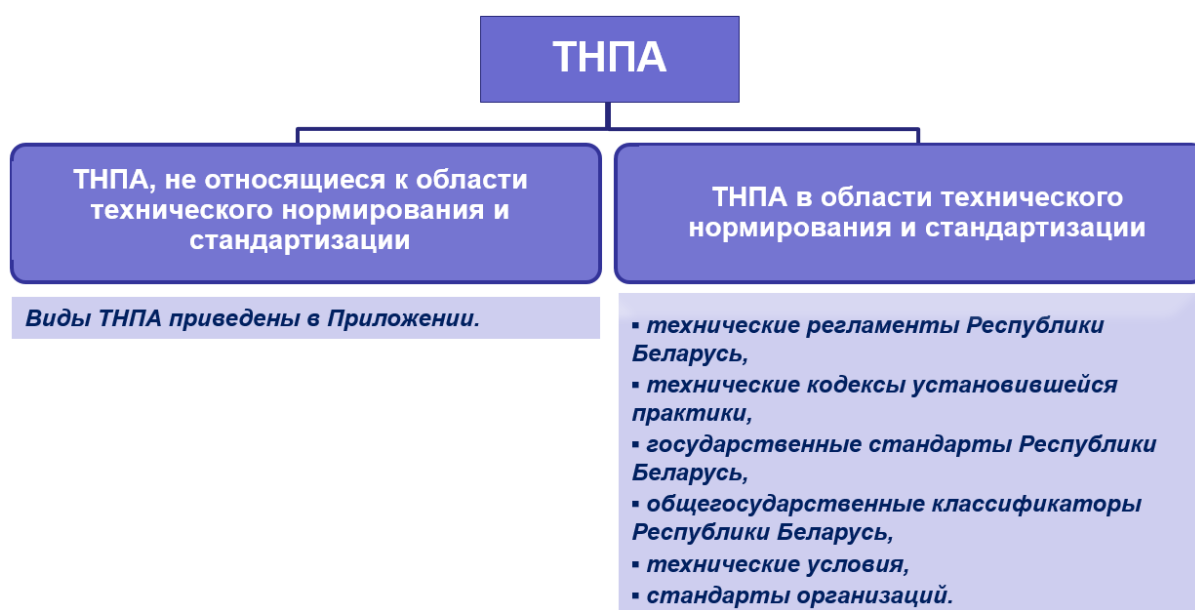 ТНПА
ТНПА, не относящиеся к области
технического нормирования и
стандартизации
ТНПА в области технического
нормирования и стандартизации
Виды ТНПА приведены в Приложении.
▪ технические регламенты Республики
Беларусь,
▪ технические кодексы установившейся
практики,
▪ государственные стандарты Республики
Беларусь,
▪ общегосударственные классификаторы
Республики Беларусь,
▪ технические условия,
▪ стандарты организаций.